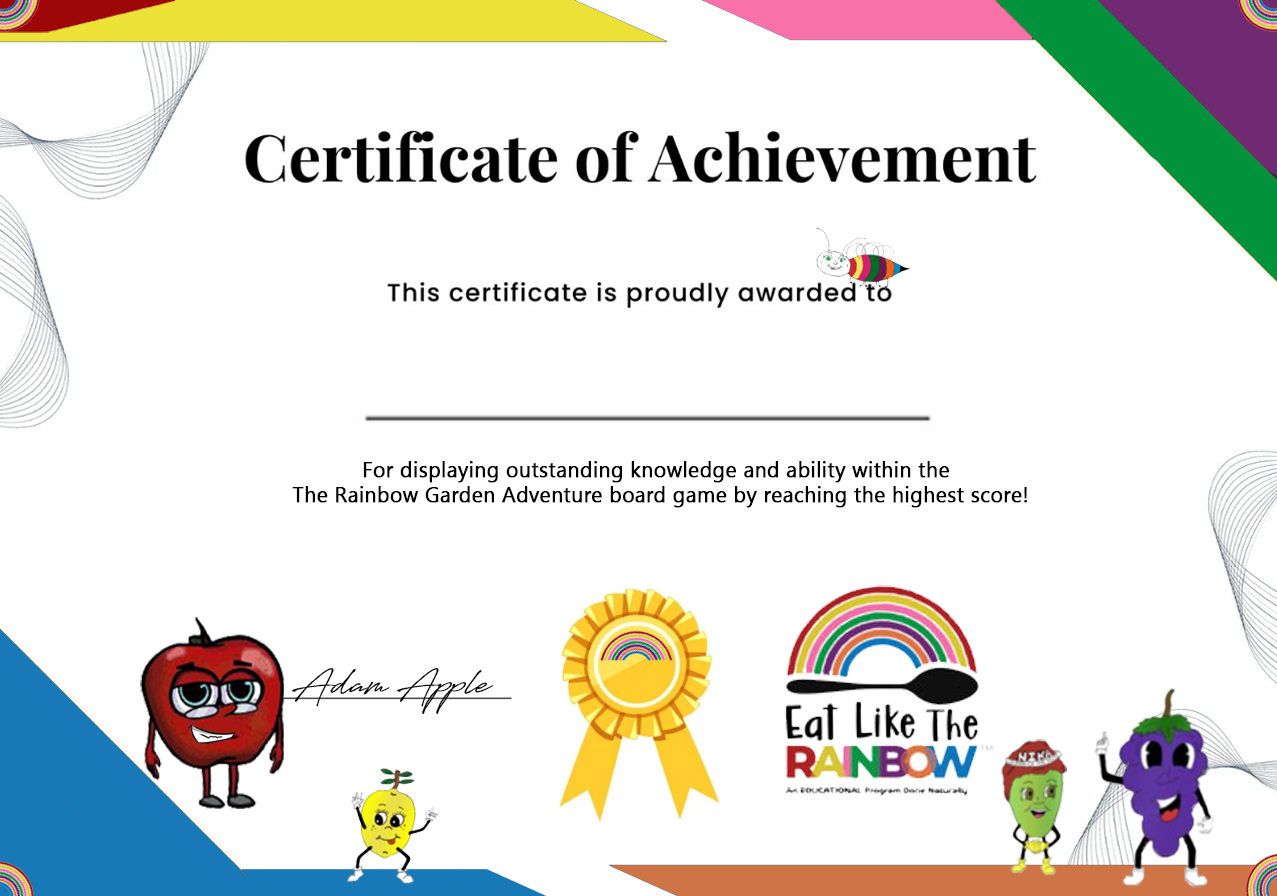 Certificate of Achievement
This certificate is proudly awarded to
For displaying outstanding knowledge and ability within the
The Rainbow Garden Adventure board game by reaching the highest score!
Adam Apple
Eat Like The
RAINBOW™
An EDUCATIONAL Program Done Naturally
NIKO